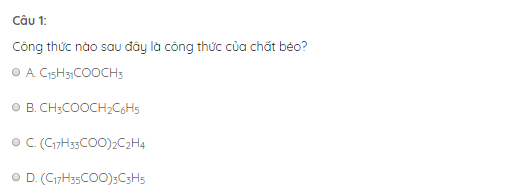 Câu 1:
Công thức nào sau đây là công thức của chất béo?
A. C₁₅H₃₁COOCH₃
B. CH₃COOCH₂C₆H₅
C. (C₁₇H₃₃COO)₂C₂H₄
D. (C₁₇H₃₅COO)₃C₃H₅